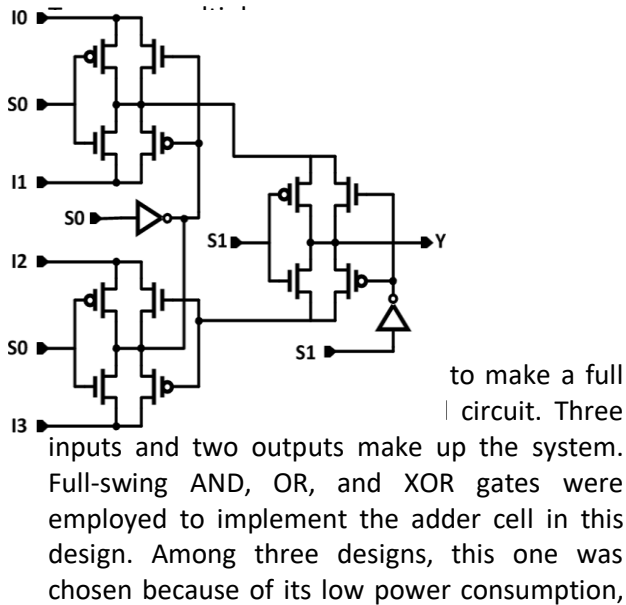 I0
S0
I1
S0
I2
S0
I3
S1
Y
S1
to make a full
circuit. Three
inputs and two outputs make up the system.
Full-swing AND, OR, and XOR gates were
employed to implement the adder cell in this
design. Among three designs, this one was
chosen because of its low power consumption,